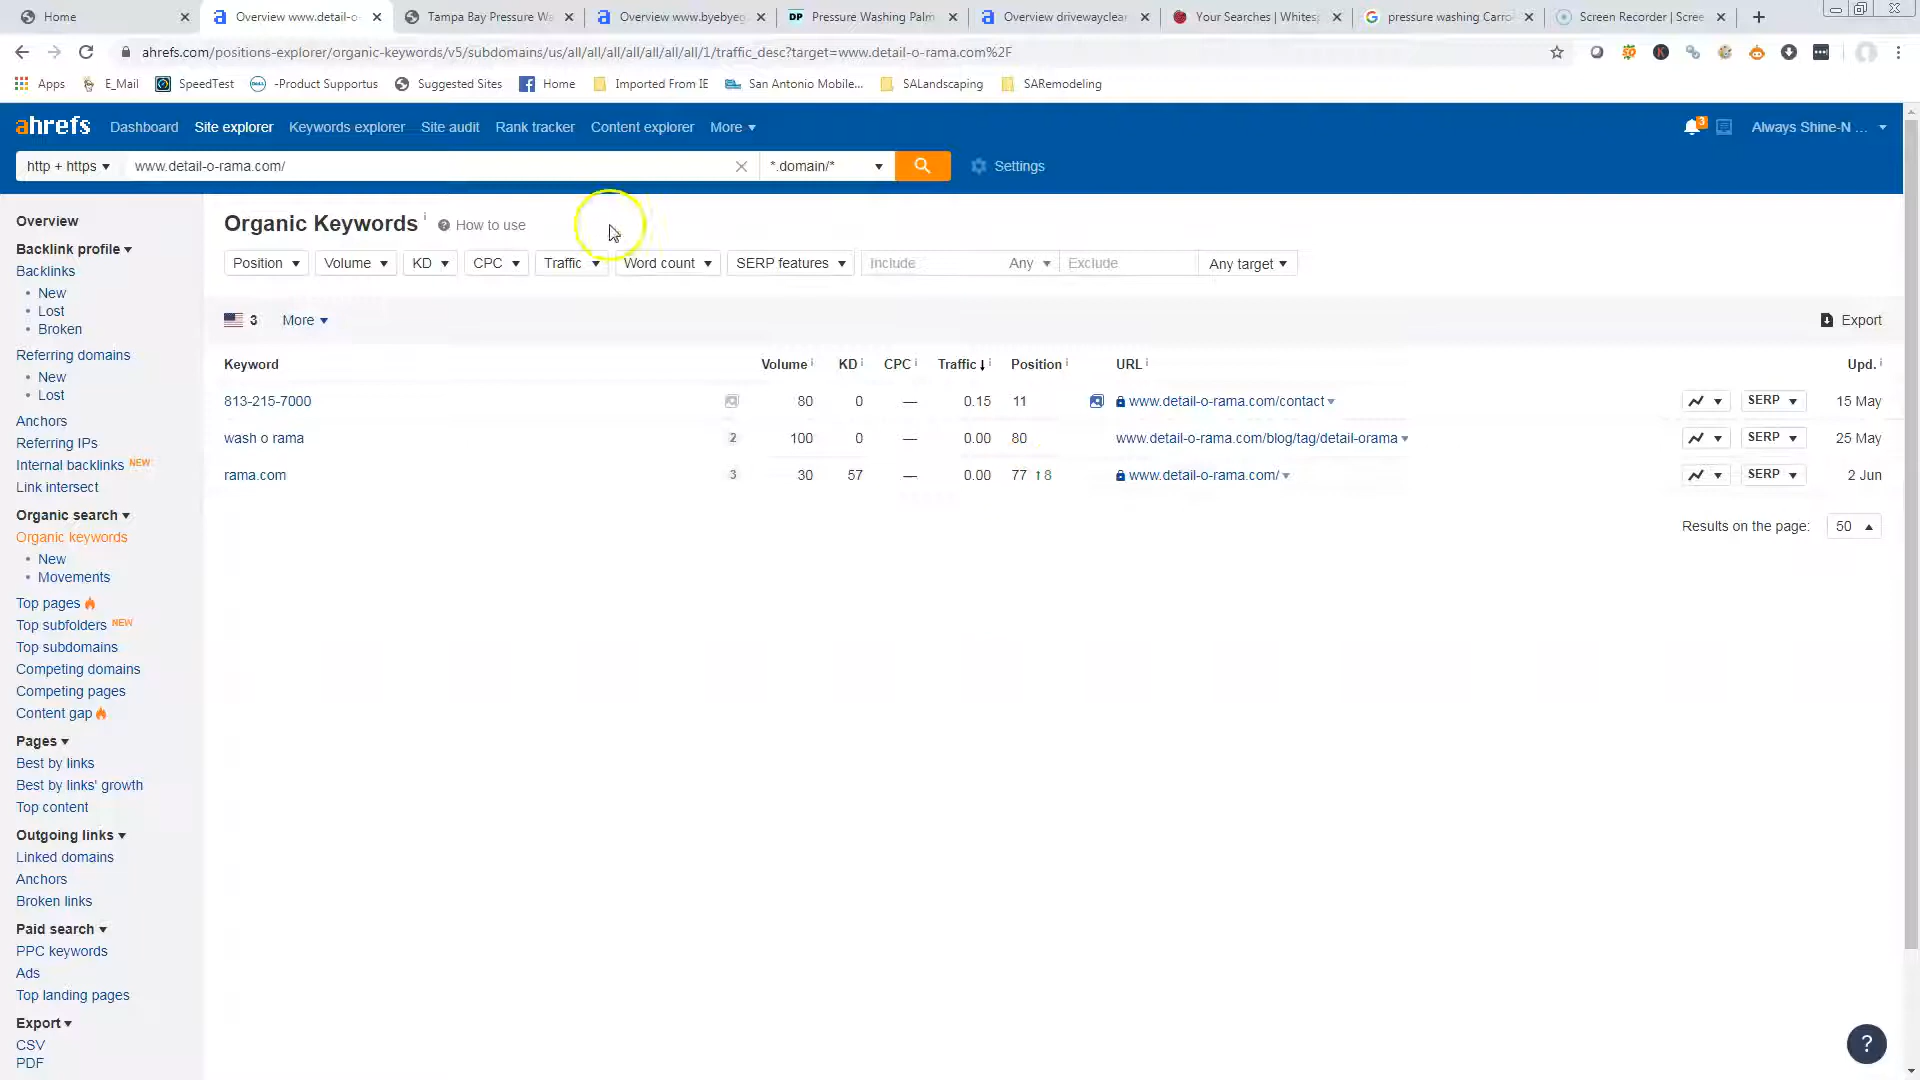 Home
Overview www.detail-o-
Tampa Bay Pressure Wa
Overview www.byebyeg
DP Pressure Washing Palm
Overview drivewayclear
Your Searches | Whitesp
pressure washing Carrol
Screen Recorder | Scree
ahrefs.com/positions-explorer/organic-keywords/v5/subdomains/us/all/all/all/all/all/all/all/1/traffic_desc?target=www.detail-o-rama.com%2F
Apps E_Mail SpeedTest -Product Supportus Suggested Sites Home Imported From IE San Antonio Mobile... SALandscaping SARemodeling
ahrefs Dashboard Site explorer Keywords explorer Site audit Rank tracker Content explorer More 3 Always Shine-N ...
http + https www.detail-o-rama.com/ *.domain/* Settings
Overview
Backlink profile
Backlinks
New
Lost
Broken
Referring domains
New
Lost
Anchors
Referring IPs
Internal backlinks NEW
Link intersect
Organic search
Organic keywords
New
Movements
Top pages
Top subfolders NEW
Top subdomains
Competing domains
Competing pages
Content gap
Pages
Best by links
Best by links' growth
Top content
Outgoing links
Linked domains
Anchors
Broken links
Paid search
PPC keywords
Ads
Top landing pages
Export
CSV
PDF
Organic Keywords i ? How to use
Position Volume KD CPC Traffic Word count SERP features Include Any Exclude Any target
3 More Export
Keyword Volume i KD i CPC i Traffic i Position i URL i Upd. i
813-215-7000 80 0 — 0.15 11 www.detail-o-rama.com/contact SERP 15 May
wash o rama 2 100 0 — 0.00 80 www.detail-o-rama.com/blog/tag/detail-orama SERP 25 May
rama.com 3 30 57 — 0.00 77 ↑8 www.detail-o-rama.com/ SERP 2 Jun
Results on the page: 50
?